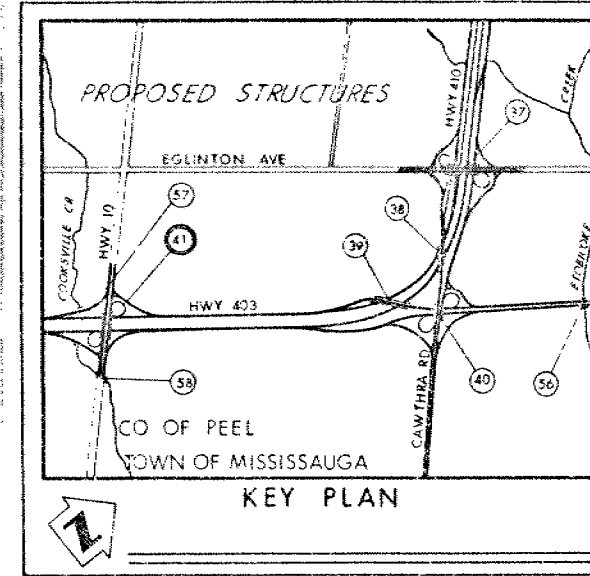 PROPOSED STRUCTURES
HWY 410
CREEK
37
EGLINTON AVE
COOKSVILLE CR
HWY 10
57
41
38
39
HWY 403
ETOBICOKE
58
40
56
CAWTHRA RD
CO OF PEEL
TOWN OF MISSISSAUGA
KEY PLAN
N